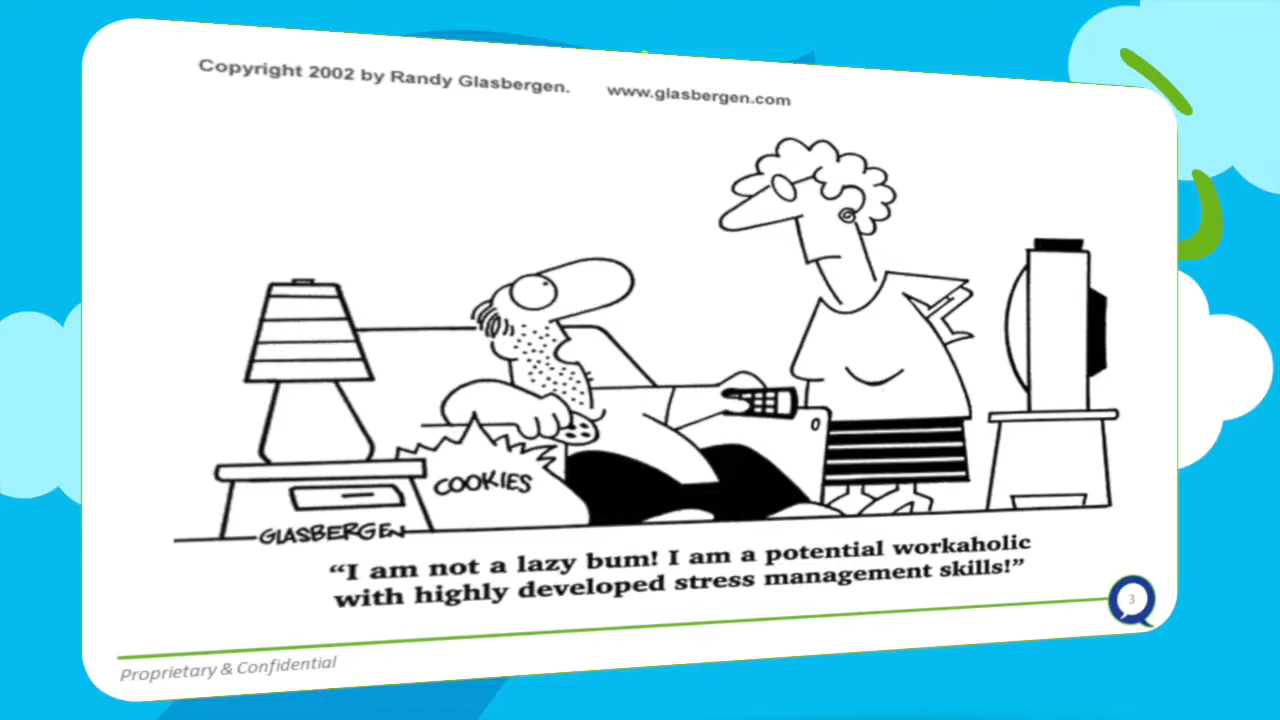 Copyright 2002 by Randy Glasbergen. www.glasbergen.com
COOKIES
GLASBERGEN
“I am not a lazy bum! I am a potential workaholic
with highly developed stress management skills!”
3
Proprietary & Confidential